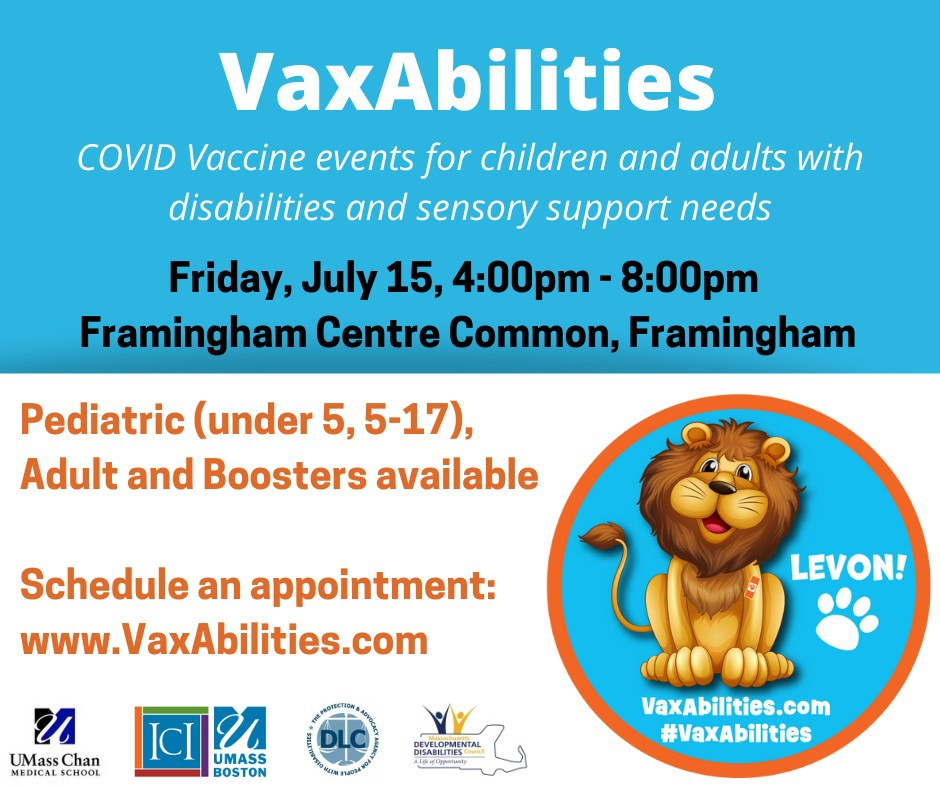 VaxAbilities
COVID Vaccine events for children and adults with
disabilities and sensory support needs
Friday, July 15, 4:00pm - 8:00pm
Framingham Centre Common, Framingham
Pediatric (under 5, 5-17),
Adult and Boosters available
Schedule an appointment:
www.VaxAbilities.com
LEVON!
VaxAbilities.com
#VaxAbilities
UMass Chan
MEDICAL SCHOOL
ICI
UMASS
BOSTON
THE PROTECTION & ADVOCACY AGENCY
FOR PEOPLE WITH DISABILITIES
DLC
Massachusetts
DEVELOPMENTAL
DISABILITIES Council
A Life of Opportunity